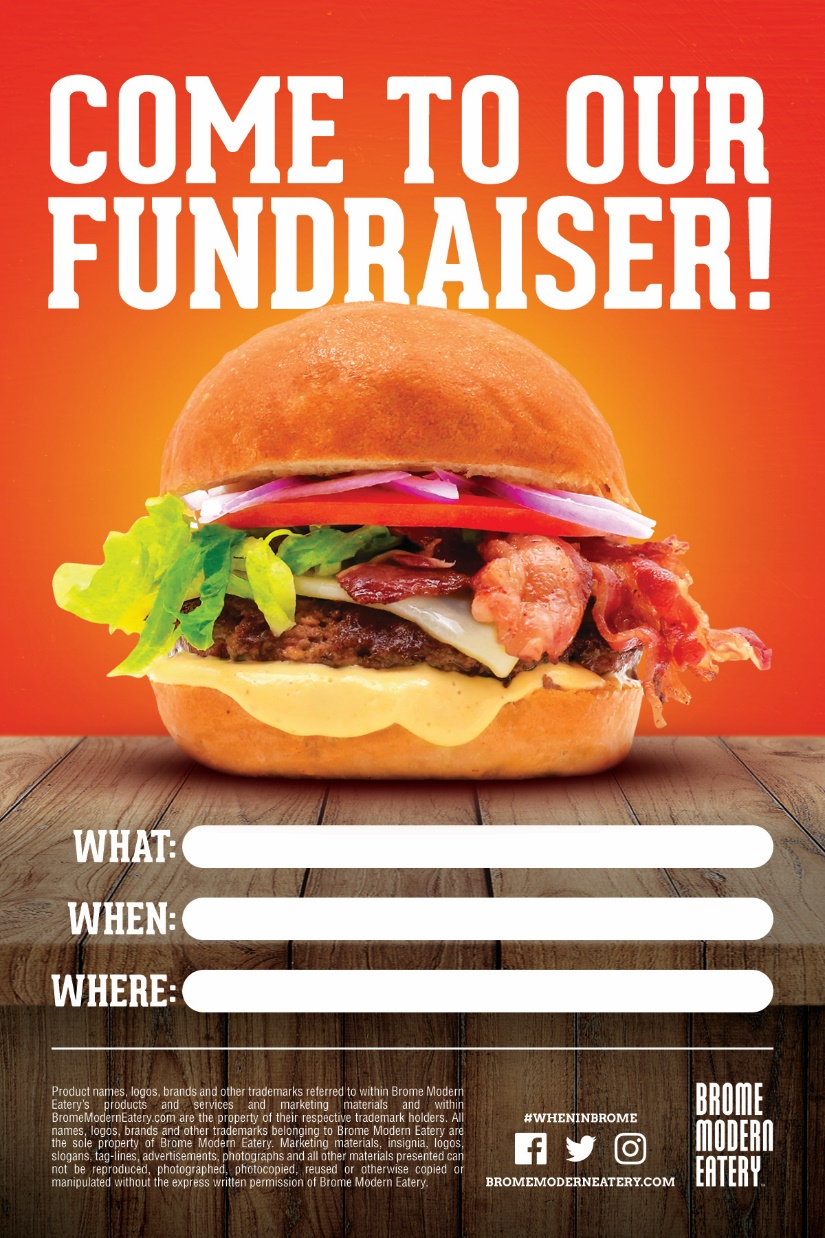 COME TO OUR
FUNDRAISER!
WHAT:
WHEN:
WHERE:
Product names, logos, brands and other trademarks referred to within Brome Modern
Eatery's products and services and marketing materials and within
BromeModernEatery.com are the property of their respective trademark holders. All
names, logos, brands and other trademarks belonging to Brome Modern Eatery are
the sole property of Brome Modern Eatery. Marketing materials, insignia, logos,
slogans, tag-lines, advertisements, photographs and all other materials presented can
not be reproduced, photographed, photocopied, reused or otherwise copied or
manipulated without the express written permission of Brome Modern Eatery.
#WHENINBROME
BROMEMODERNEATERY.COM
BROME
MODERN
EATERY